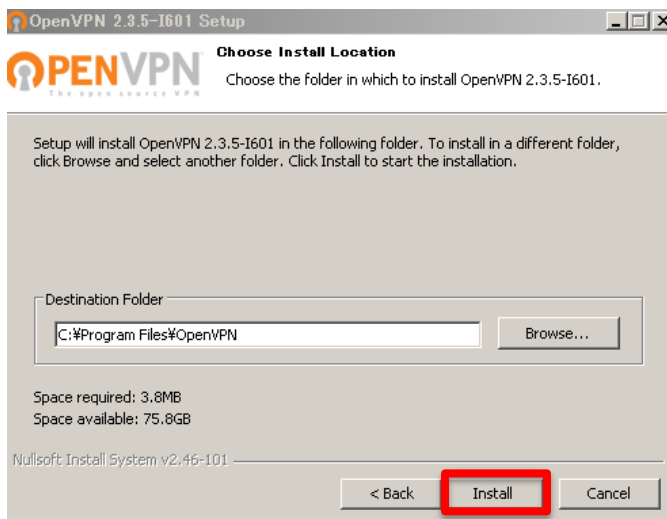 OpenVPN 2.3.5-I601 Setup
Choose Install Location
OPENVPN
The open source VPN
Choose the folder in which to install OpenVPN 2.3.5-I601.
Setup will install OpenVPN 2.3.5-I601 in the following folder. To install in a different folder,
click Browse and select another folder. Click Install to start the installation.
Destination Folder
C:¥Program Files¥OpenVPN
Browse...
Space required: 3.8MB
Space available: 75.8GB
Nullsoft Install System v2.46-101
< Back
Install
Cancel